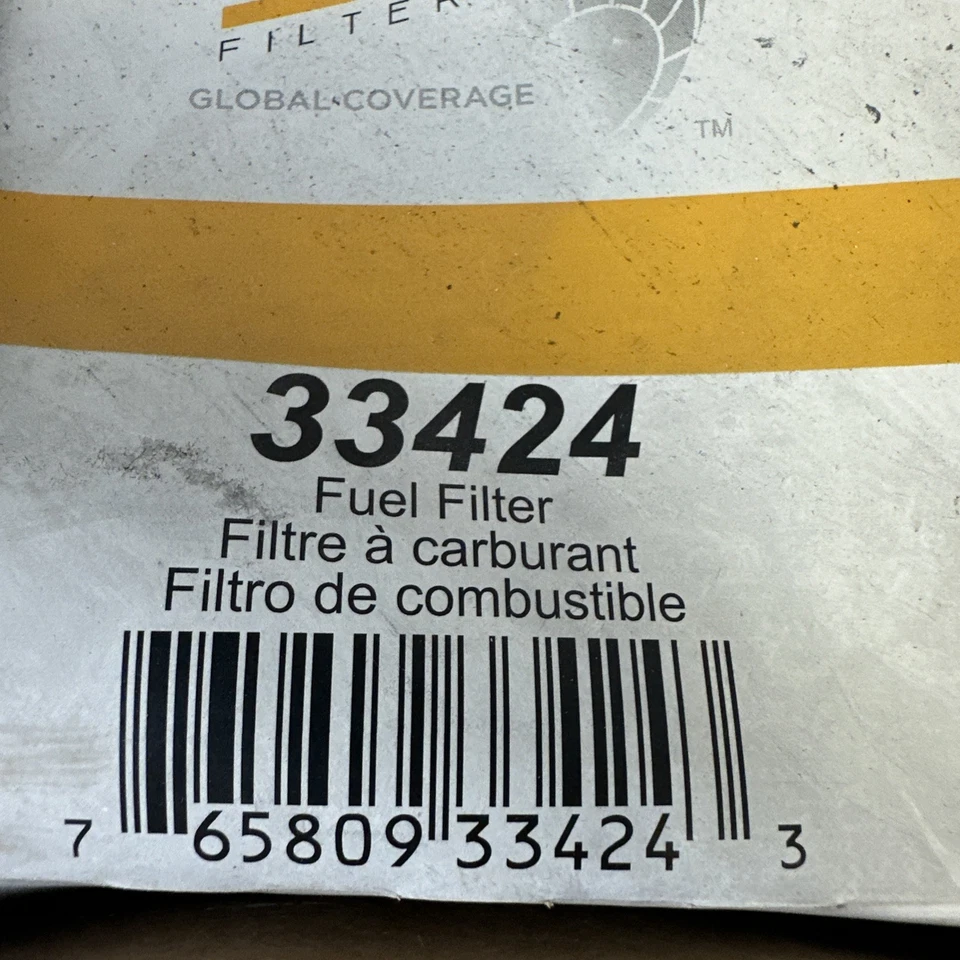 FILTER
GLOBAL COVERAGE
TM
33424
Fuel Filter
Filtre à carburant
Filtro de combustible
7 65809 33424 3